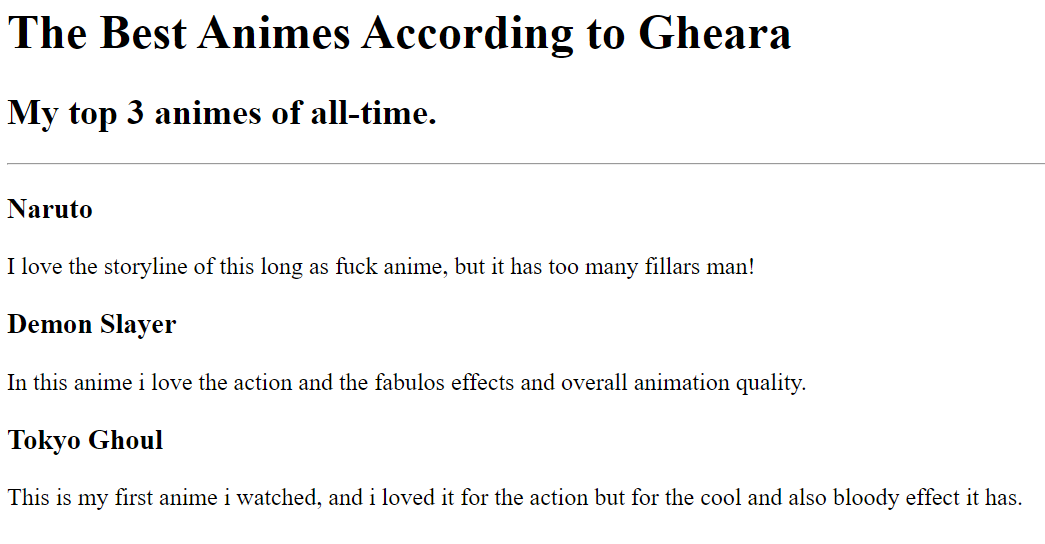 The Best Animes According to Gheara
My top 3 animes of all-time.
Naruto
I love the storyline of this long as fuck anime, but it has too many fillars man!
Demon Slayer
In this anime i love the action and the fabulos effects and overall animation quality.
Tokyo Ghoul
This is my first anime i watched, and i loved it for the action but for the cool and also bloody effect it has.